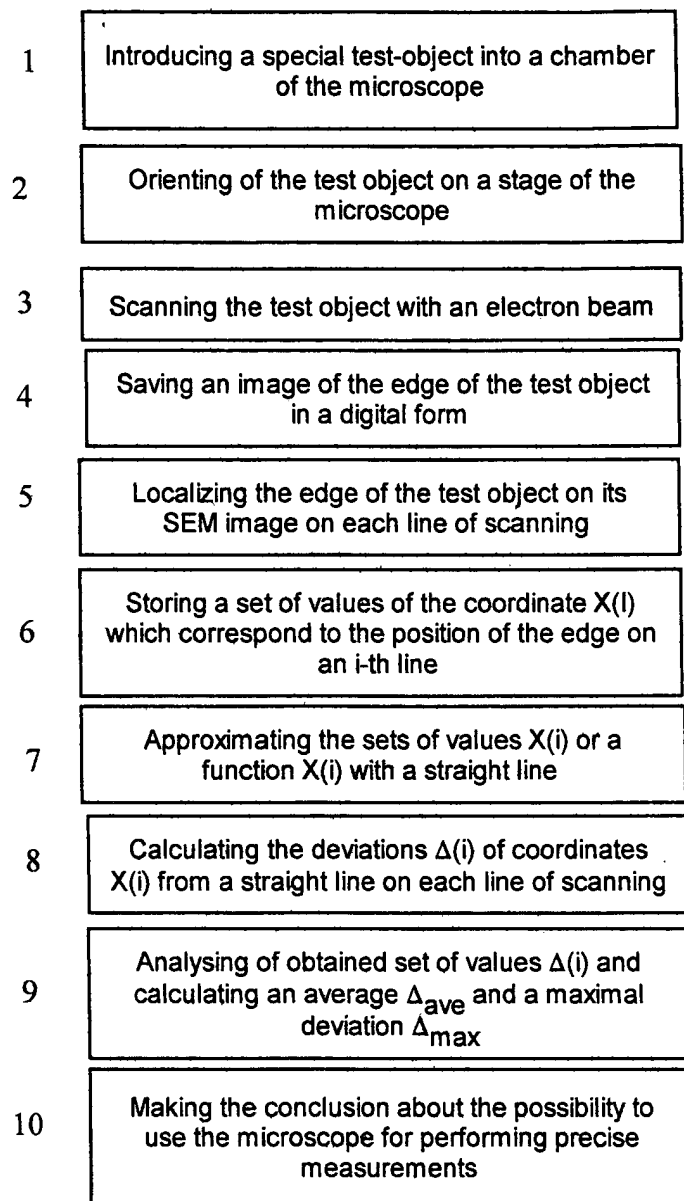 1
Introducing a special test-object into a chamber
of the microscope
2
Orienting of the test object on a stage of the
microscope
3
Scanning the test object with an electron beam
4
Saving an image of the edge of the test object
in a digital form
5
Localizing the edge of the test object on its
SEM image on each line of scanning
6
Storing a set of values of the coordinate X(I)
which correspond to the position of the edge on
an i-th line
7
Approximating the sets of values X(i) or a
function X(i) with a straight line
8
Calculating the deviations Δ(i) of coordinates
X(i) from a straight line on each line of scanning
9
Analysing of obtained set of values Δ(i) and
calculating an average Δave and a maximal
deviation Δmax
10
Making the conclusion about the possibility to
use the microscope for performing precise
measurements